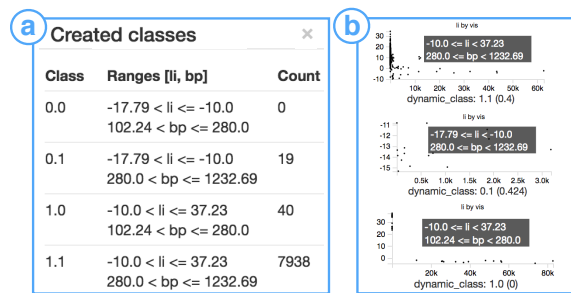 a
Created classes ×
Class Ranges [li, bp] Count
0.0 -17.79 < li <= -10.0 0
102.24 < bp <= 280.0
0.1 -17.79 < li <= -10.0 19
280.0 < bp <= 1232.69
1.0 -10.0 < li <= 37.23 40
102.24 < bp <= 280.0
1.1 -10.0 < li <= 37.23 7938
280.0 < bp <= 1232.69
b
li by vis
30
20
10
0
-10
-10.0 <= li < 37.23
280.0 <= bp < 1232.69
10k 20k 30k 40k 50k 60k
dynamic_class: 1.1 (0.4)
li by vis
-11
-12
-13
-14
-15
-17.79 <= li < -10.0
280.0 <= bp < 1232.69
0.5k 1.0k 1.5k 2.0k 2.5k 3.0k
dynamic_class: 0.1 (0.424)
li by vis
30
20
10
0
-10.0 <= li < 37.23
102.24 <= bp < 280.0
20k 40k 60k 80k
dynamic_class: 1.0 (0)